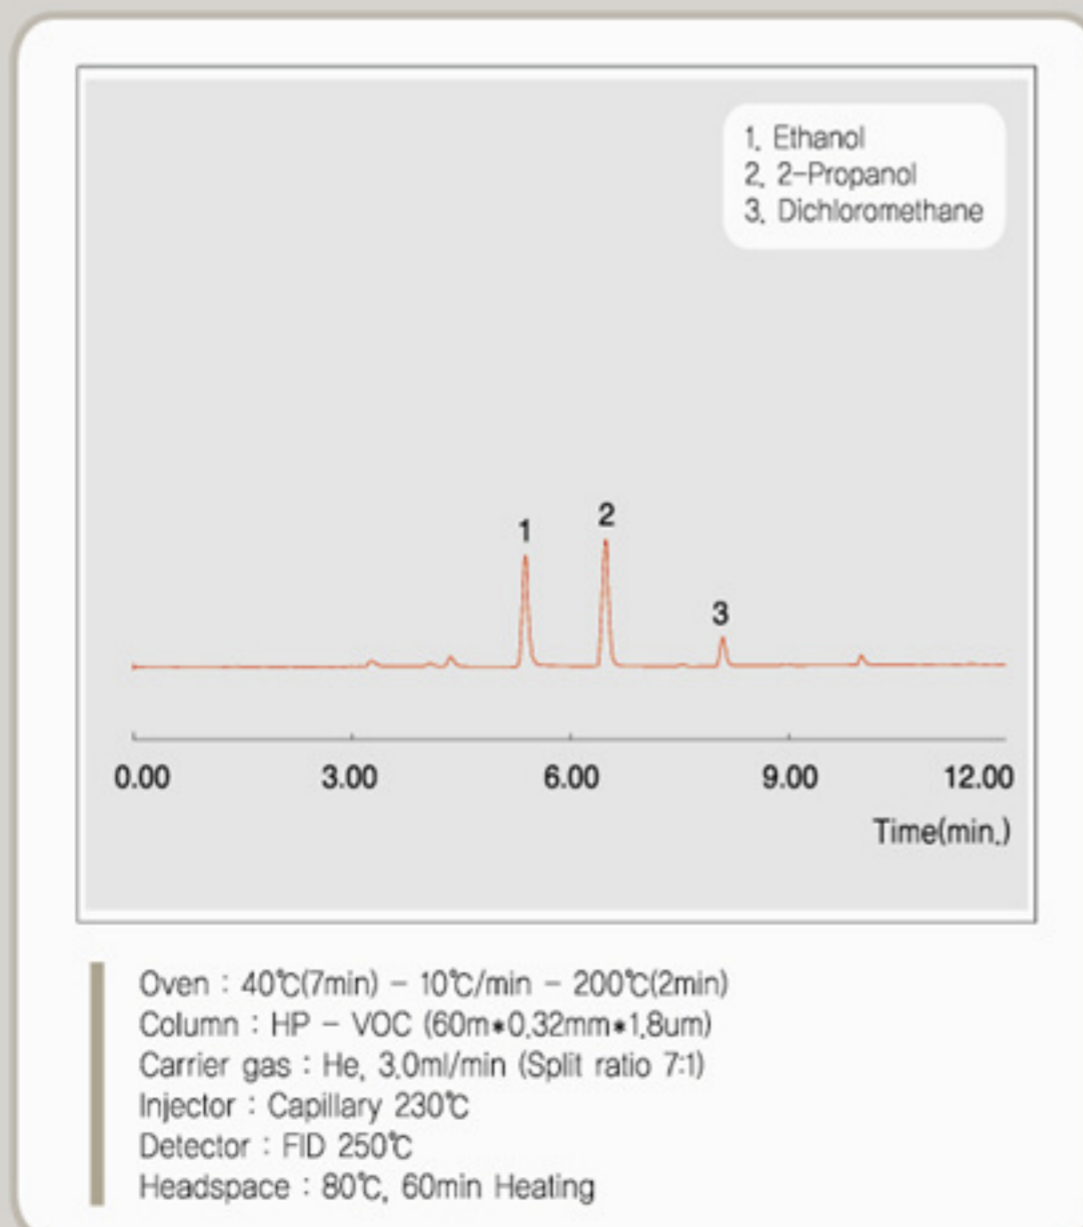 1. Ethanol
2. 2-Propanol
3. Dichloromethane
1
2
3
0.00 3.00 6.00 9.00 12.00
Time(min.)
Oven : 40℃(7min) - 10℃/min - 200℃(2min)
Column : HP - VOC (60m*0.32mm*1.8um)
Carrier gas : He, 3.0ml/min (Split ratio 7:1)
Injector : Capillary 230℃
Detector : FID 250℃
Headspace : 80℃, 60min Heating